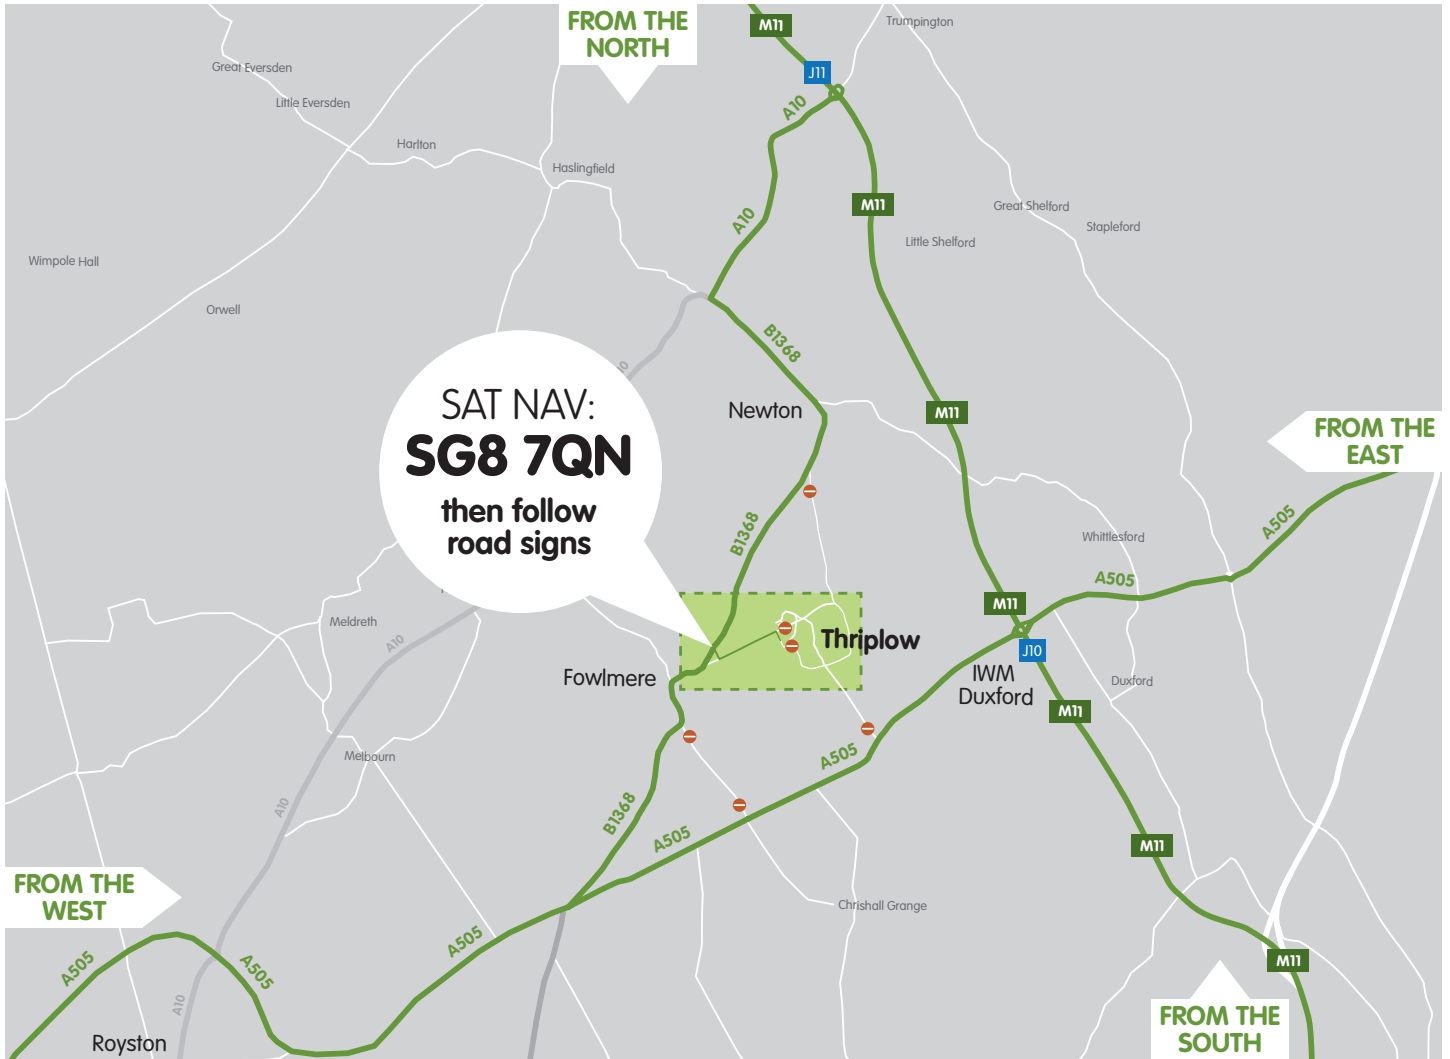 FROM THE
NORTH
M11
Trumpington
J11
Great Eversden
Little Eversden
A10
Harlton
Haslingfield
M11
Great Shelford
A10
Stapleford
Little Shelford
Wimpole Hall
Orwell
B1368
SAT NAV:
SG8 7QN
then follow
road signs
Newton
M11
FROM THE
EAST
A505
B1368
Whittlesford
A505
M11
Meldreth
A10
Thriplow
J10
Fowlmere
IWM
Duxford
Duxford
M11
Melbourn
A505
A10
B1368
A505
M11
FROM THE
WEST
Chrishall Grange
A505
A505
A505
M11
A10
FROM THE
SOUTH
Royston